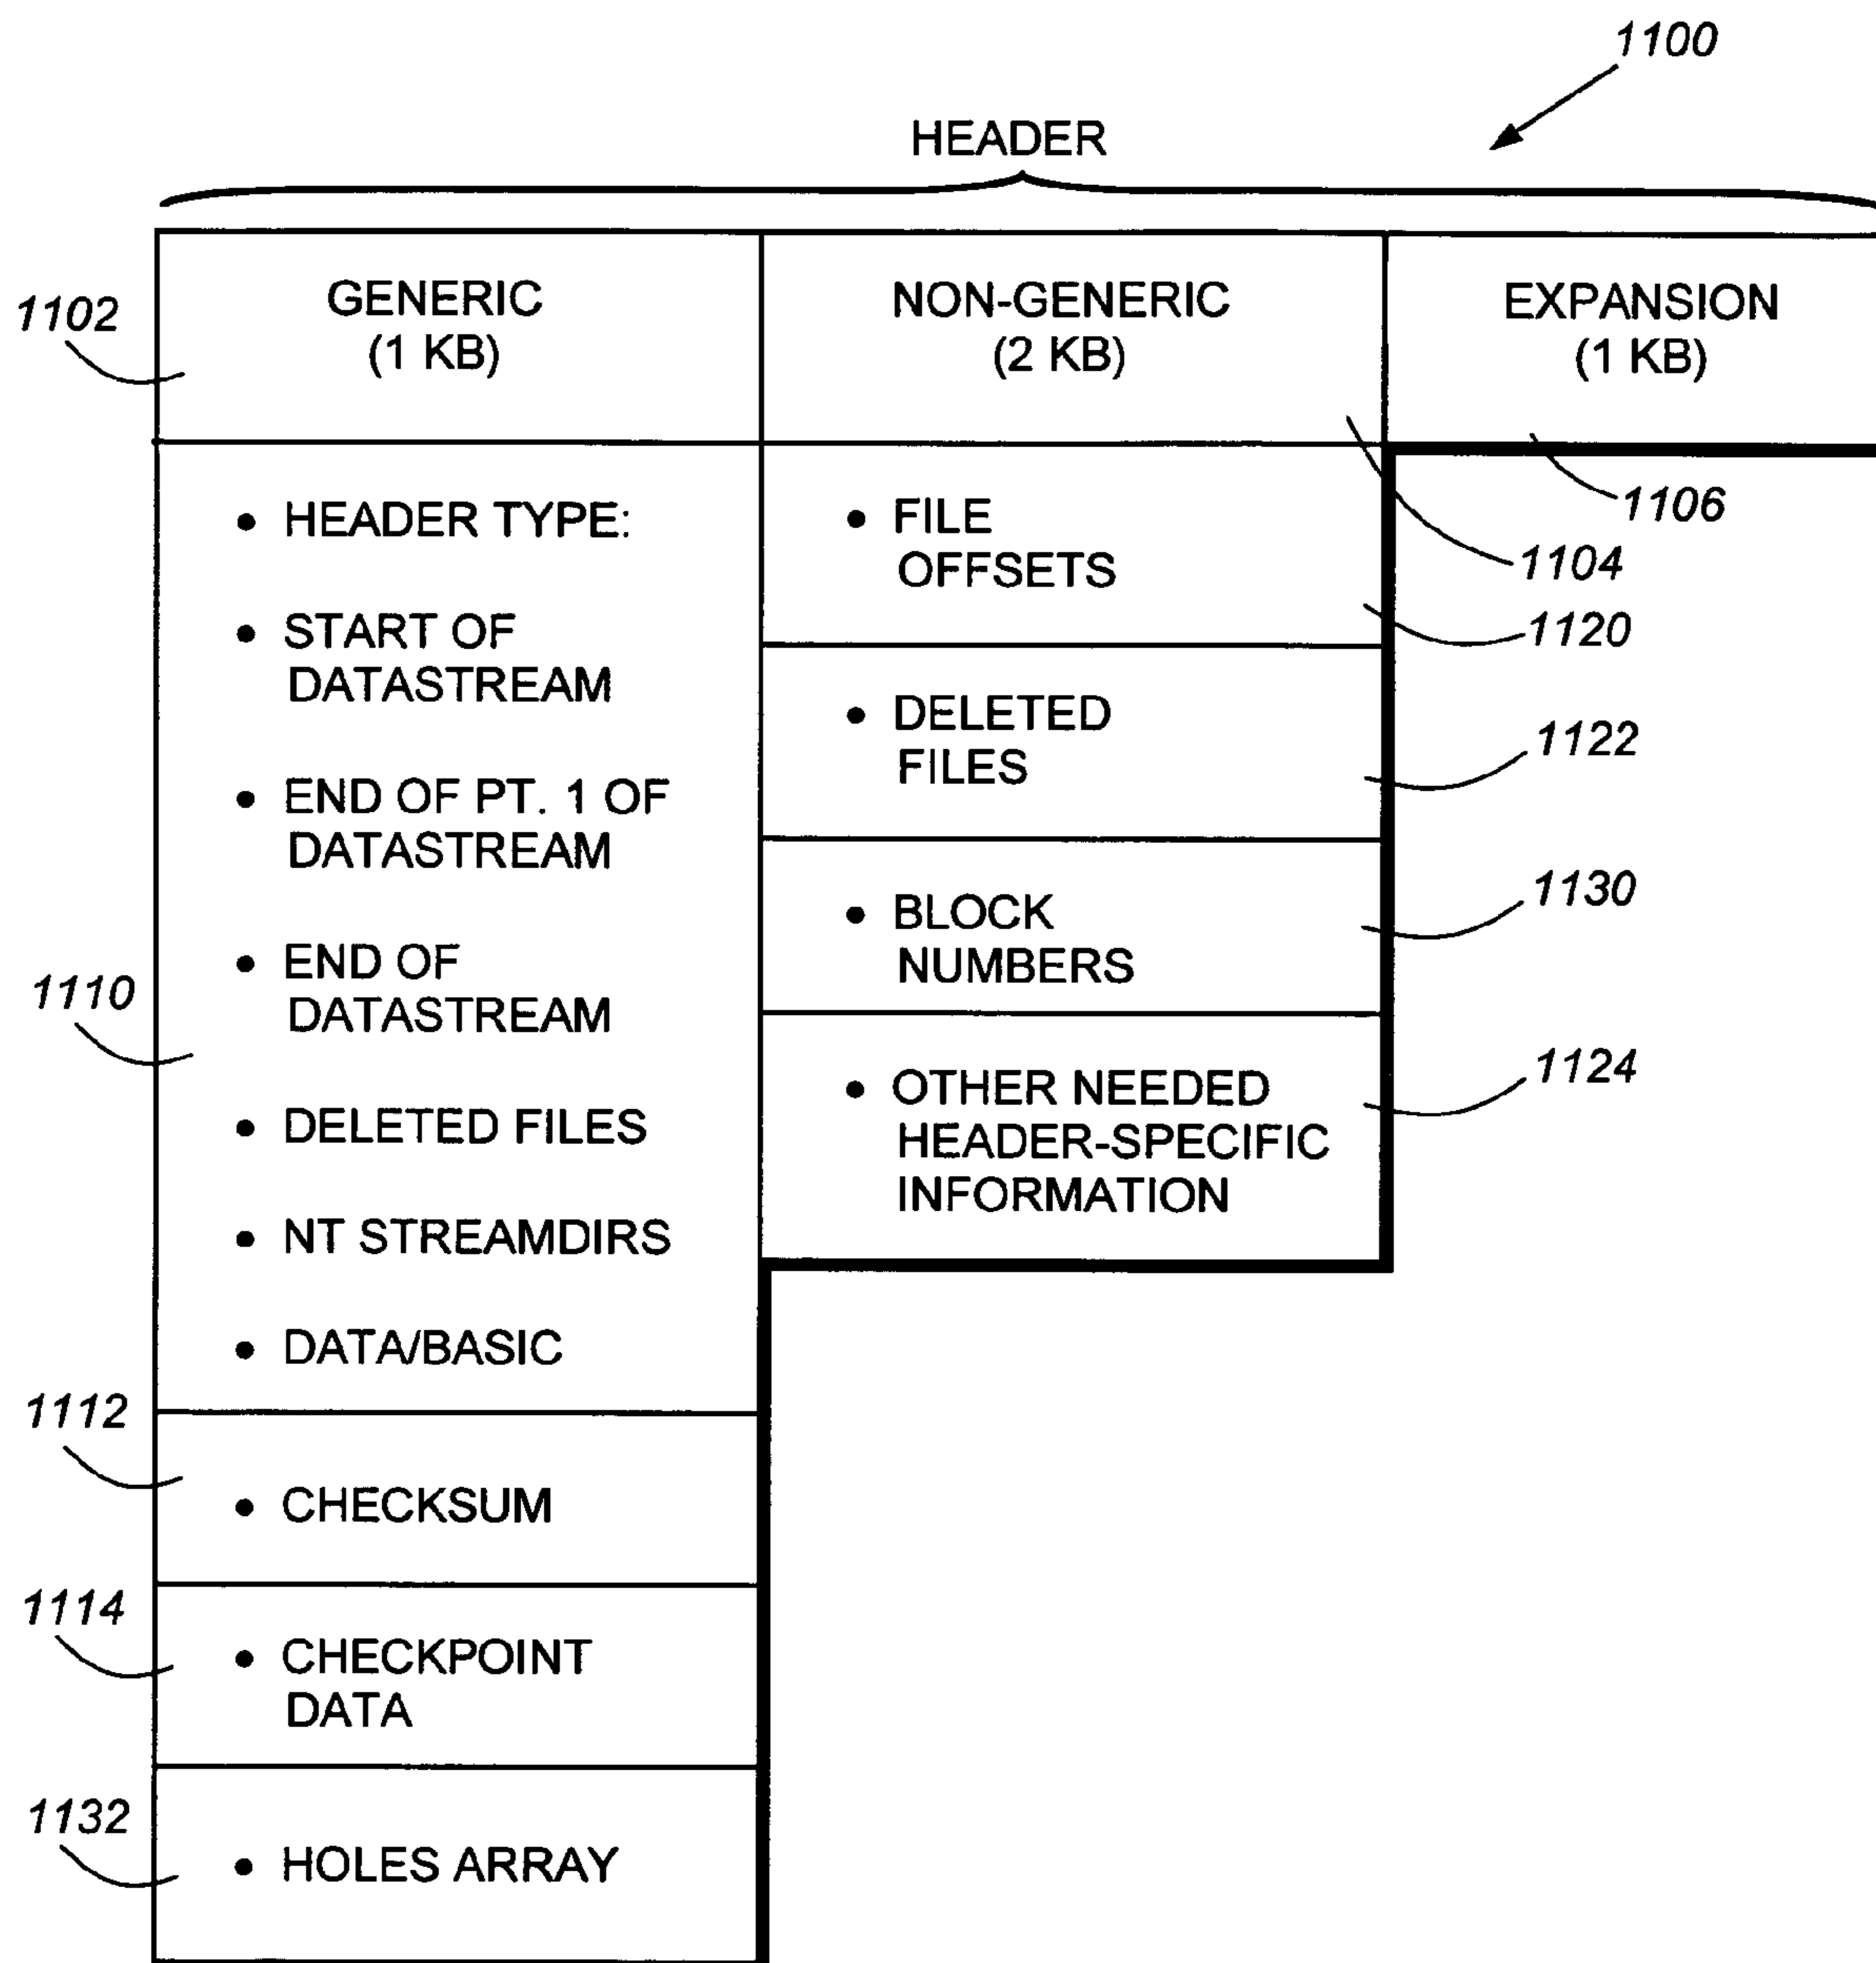 1100
HEADER
1102
GENERIC
(1 KB)
NON-GENERIC
(2 KB)
EXPANSION
(1 KB)
1106
1104
1110
• HEADER TYPE:
• START OF
DATASTREAM
• END OF PT. 1 OF
DATASTREAM
• END OF
DATASTREAM
• DELETED FILES
• NT STREAMDIRS
• DATA/BASIC
1112
• CHECKSUM
1114
• CHECKPOINT
DATA
1132
• HOLES ARRAY
• FILE
OFFSETS
1120
• DELETED
FILES
1122
• BLOCK
NUMBERS
1130
• OTHER NEEDED
HEADER-SPECIFIC
INFORMATION
1124